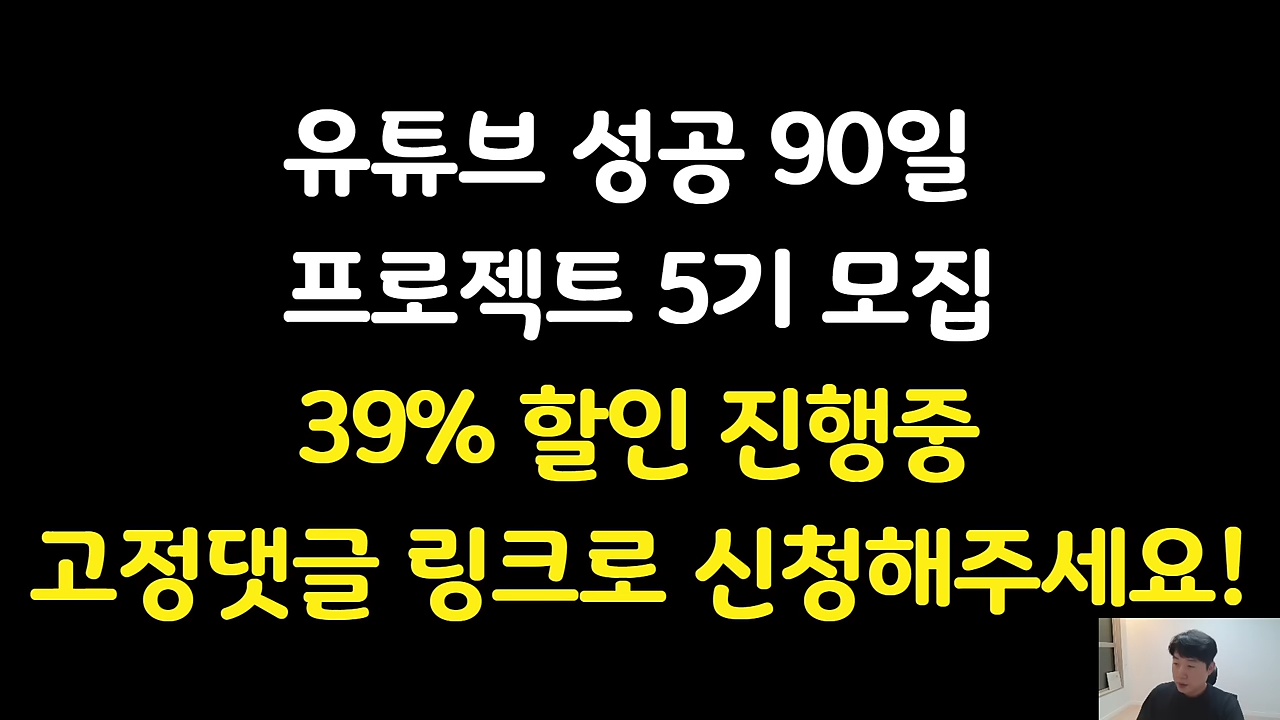 유튜브 성공 90일
프로젝트 5기 모집
39% 할인 진행중
고정댓글 링크로 신청해주세요!